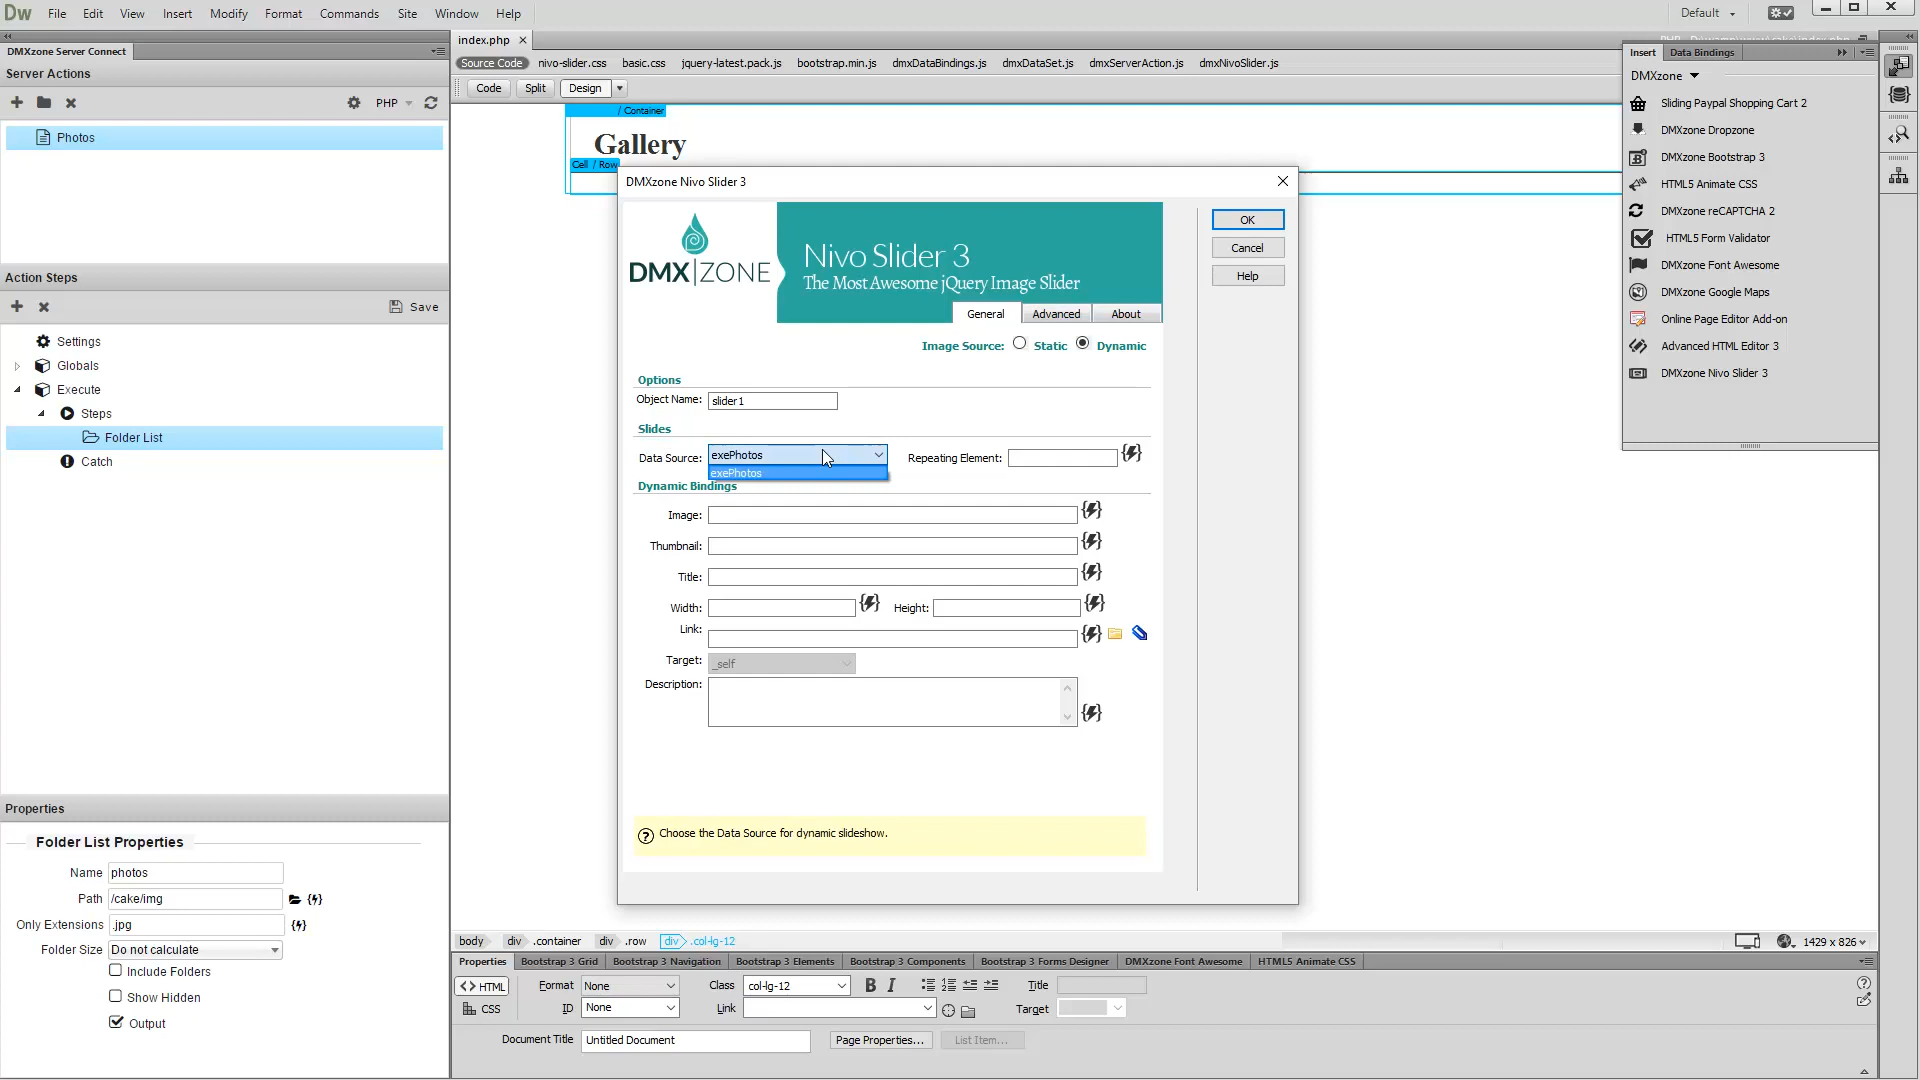 Dw File Edit View Insert Modify Format Commands Site Window Help Default
DMXzone Server Connect
Server Actions
PHP
Photos
Action Steps
Save
Settings
Globals
Execute
Steps
Folder List
Catch
Properties
Folder List Properties
Name photos
Path /cake/img
Only Extensions .jpg
Folder Size Do not calculate
Include Folders
Show Hidden
Output
index.php
Source Code nivo-slider.css basic.css jquery-latest.pack.js bootstrap.min.js dmxDataBindings.js dmxDataSet.js dmxServerAction.js dmxNivoSlider.js
Code Split Design
/ Container
Gallery
Cell / Row
DMXzone Nivo Slider 3
DMX|ZONE
Nivo Slider 3
The Most Awesome jQuery Image Slider
General Advanced About
OK
Cancel
Help
Image Source: Static Dynamic
Options
Object Name: slider1
Slides
Data Source: exePhotos Repeating Element:
exePhotos
Dynamic Bindings
Image:
Thumbnail:
Title:
Width: Height:
Link:
Target: _self
Description:
Choose the Data Source for dynamic slideshow.
body div .container div .row div .col-lg-12 1429 x 826
Properties Bootstrap 3 Grid Bootstrap 3 Navigation Bootstrap 3 Elements Bootstrap 3 Components Bootstrap 3 Forms Designer DMXzone Font Awesome HTML5 Animate CSS
<> HTML Format None Class col-lg-12 B I Title
CSS ID None Link Target
Document Title Untitled Document Page Properties... List Item...
Insert Data Bindings
DMXzone
Sliding Paypal Shopping Cart 2
DMXzone Dropzone
DMXzone Bootstrap 3
HTML5 Animate CSS
DMXzone reCAPTCHA 2
HTML5 Form Validator
DMXzone Font Awesome
DMXzone Google Maps
Online Page Editor Add-on
Advanced HTML Editor 3
DMXzone Nivo Slider 3